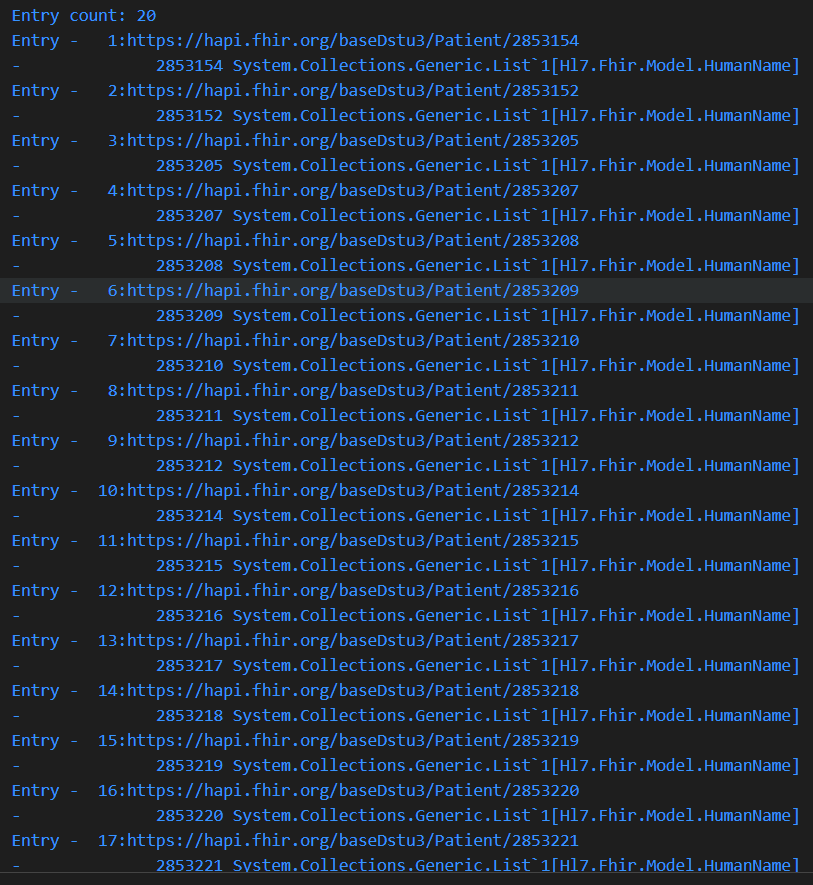 Entry count: 20
Entry -   1:https://hapi.fhir.org/baseDstu3/Patient/2853154
-              2853154 System.Collections.Generic.List`1[Hl7.Fhir.Model.HumanName]
Entry -   2:https://hapi.fhir.org/baseDstu3/Patient/2853152
-              2853152 System.Collections.Generic.List`1[Hl7.Fhir.Model.HumanName]
Entry -   3:https://hapi.fhir.org/baseDstu3/Patient/2853205
-              2853205 System.Collections.Generic.List`1[Hl7.Fhir.Model.HumanName]
Entry -   4:https://hapi.fhir.org/baseDstu3/Patient/2853207
-              2853207 System.Collections.Generic.List`1[Hl7.Fhir.Model.HumanName]
Entry -   5:https://hapi.fhir.org/baseDstu3/Patient/2853208
-              2853208 System.Collections.Generic.List`1[Hl7.Fhir.Model.HumanName]
Entry -   6:https://hapi.fhir.org/baseDstu3/Patient/2853209
-              2853209 System.Collections.Generic.List`1[Hl7.Fhir.Model.HumanName]
Entry -   7:https://hapi.fhir.org/baseDstu3/Patient/2853210
-              2853210 System.Collections.Generic.List`1[Hl7.Fhir.Model.HumanName]
Entry -   8:https://hapi.fhir.org/baseDstu3/Patient/2853211
-              2853211 System.Collections.Generic.List`1[Hl7.Fhir.Model.HumanName]
Entry -   9:https://hapi.fhir.org/baseDstu3/Patient/2853212
-              2853212 System.Collections.Generic.List`1[Hl7.Fhir.Model.HumanName]
Entry -  10:https://hapi.fhir.org/baseDstu3/Patient/2853214
-              2853214 System.Collections.Generic.List`1[Hl7.Fhir.Model.HumanName]
Entry -  11:https://hapi.fhir.org/baseDstu3/Patient/2853215
-              2853215 System.Collections.Generic.List`1[Hl7.Fhir.Model.HumanName]
Entry -  12:https://hapi.fhir.org/baseDstu3/Patient/2853216
-              2853216 System.Collections.Generic.List`1[Hl7.Fhir.Model.HumanName]
Entry -  13:https://hapi.fhir.org/baseDstu3/Patient/2853217
-              2853217 System.Collections.Generic.List`1[Hl7.Fhir.Model.HumanName]
Entry -  14:https://hapi.fhir.org/baseDstu3/Patient/2853218
-              2853218 System.Collections.Generic.List`1[Hl7.Fhir.Model.HumanName]
Entry -  15:https://hapi.fhir.org/baseDstu3/Patient/2853219
-              2853219 System.Collections.Generic.List`1[Hl7.Fhir.Model.HumanName]
Entry -  16:https://hapi.fhir.org/baseDstu3/Patient/2853220
-              2853220 System.Collections.Generic.List`1[Hl7.Fhir.Model.HumanName]
Entry -  17:https://hapi.fhir.org/baseDstu3/Patient/2853221
-              2853221 System.Collections.Generic.List`1[Hl7.Fhir.Model.HumanName]